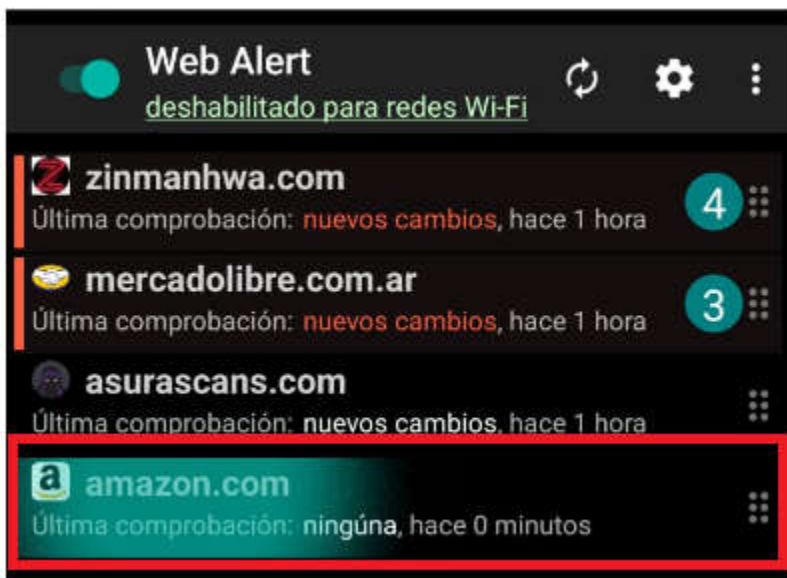 Web Alert
deshabilitado para redes Wi-Fi
zinmanhwa.com
Última comprobación: nuevos cambios, hace 1 hora
4
mercadolibre.com.ar
Última comprobación: nuevos cambios, hace 1 hora
3
asurascans.com
Última comprobación: nuevos cambios, hace 1 hora
a
amazon.com
Última comprobación: ningúna, hace 0 minutos